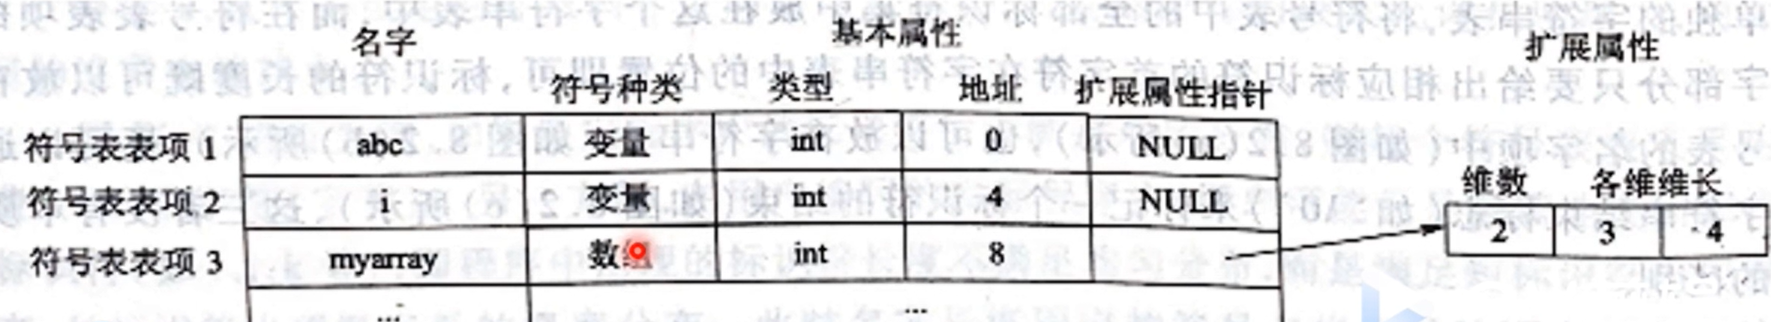 名字 基本属性 扩展属性
符号种类 类型 地址 扩展属性指针
符号表表项 1 abc 变量 int 0 NULL
维数 各维维长
符号表表项 2 i 变量 int 4 NULL
2 3 4
符号表表项 3 myarray 数组 int 8
... ...